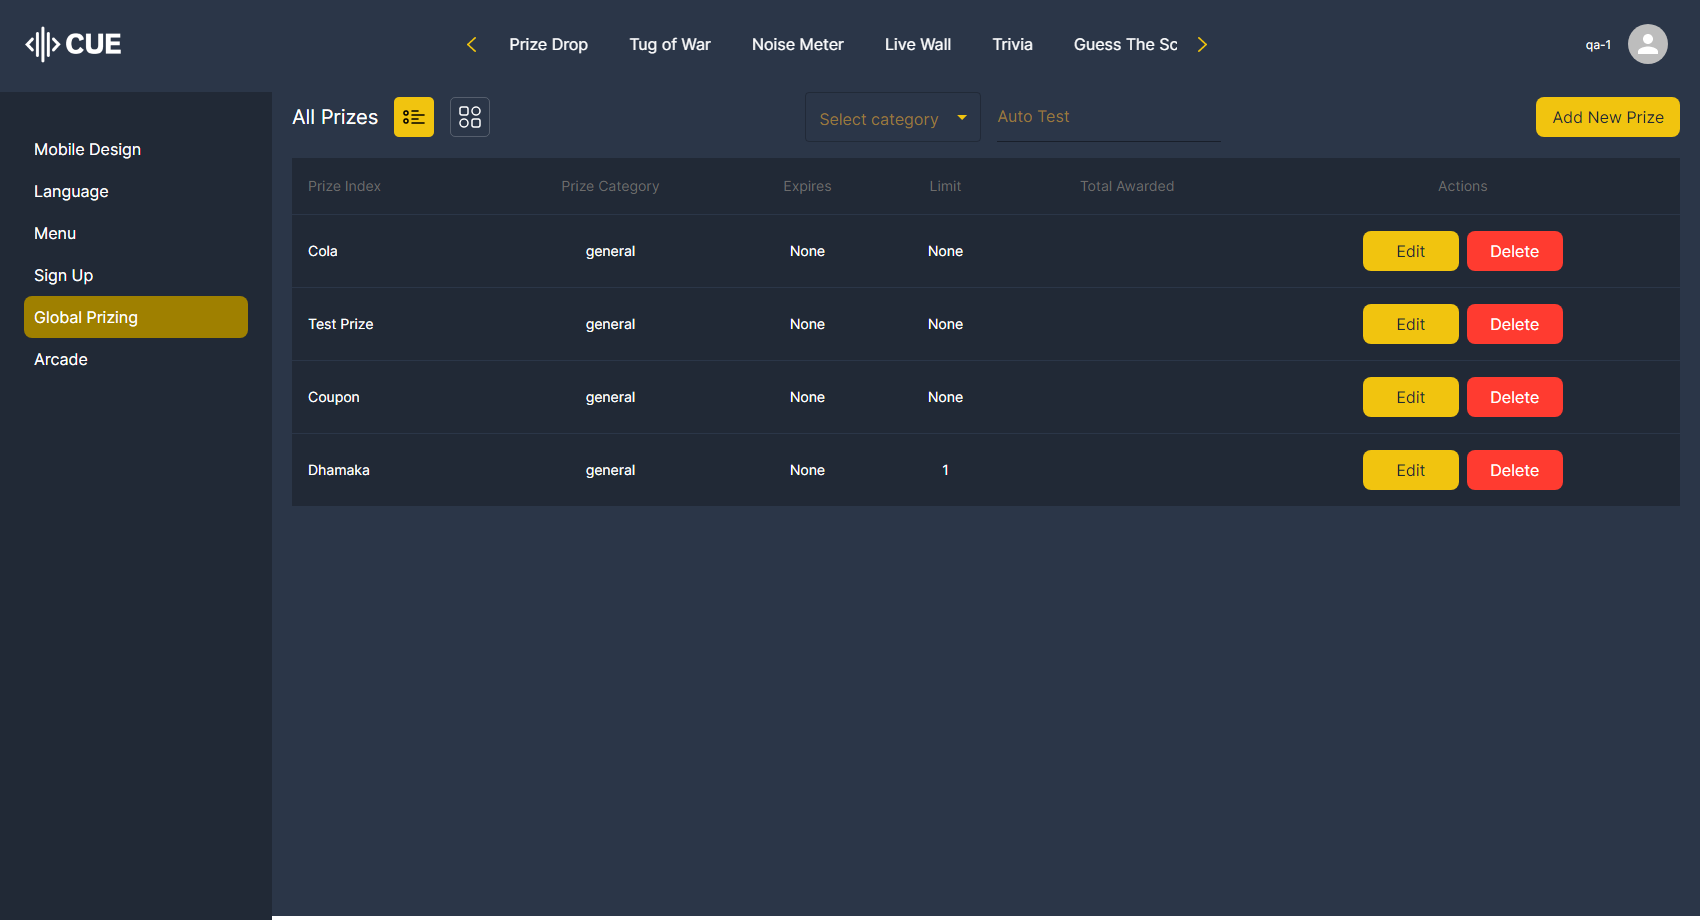 CUE
Prize Drop Tug of War Noise Meter Live Wall Trivia Guess The Sc
qa-1
Mobile Design
Language
Menu
Sign Up
Global Prizing
Arcade
All Prizes
Select category
Auto Test
Add New Prize
Prize Index Prize Category Expires Limit Total Awarded Actions
Cola general None None Edit Delete
Test Prize general None None Edit Delete
Coupon general None None Edit Delete
Dhamaka general None 1 Edit Delete